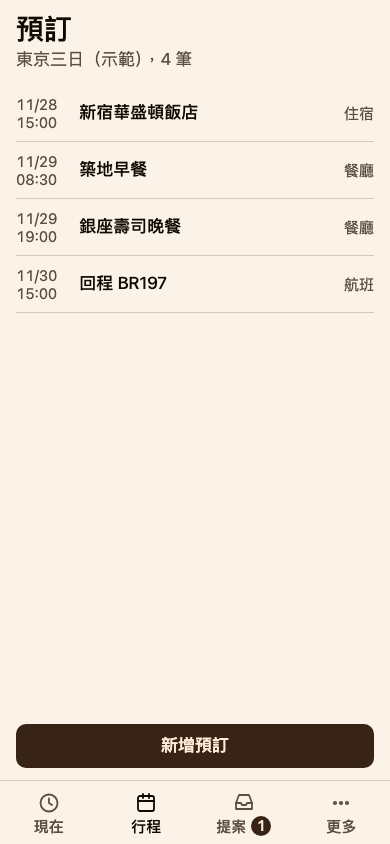 預訂
東京三日（示範），4 筆
11/28
15:00
新宿華盛頓飯店
住宿
11/29
08:30
築地早餐
餐廳
11/29
19:00
銀座壽司晚餐
餐廳
11/30
15:00
回程 BR197
航班
新增預訂
現在
行程
提案 1
更多